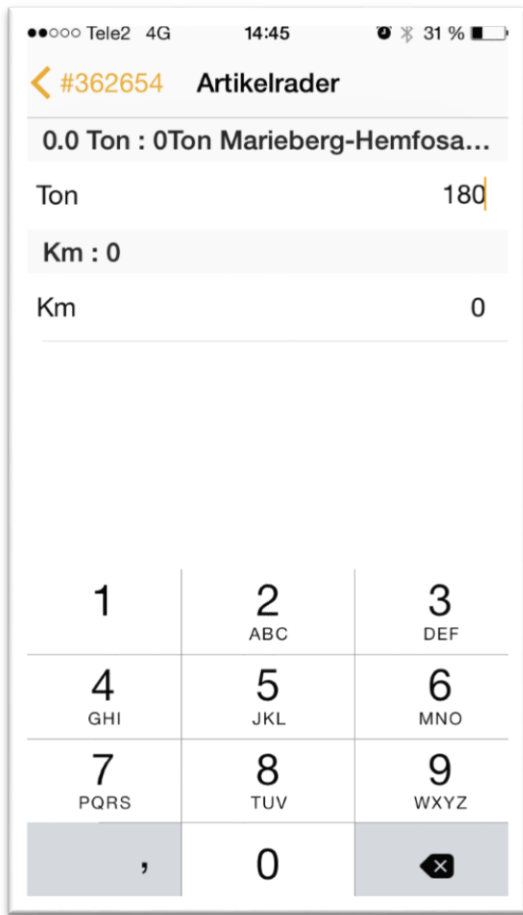 Tele2 4G 14:45 31 %
#362654 Artikelrader
0.0 Ton : 0Ton Marieberg-Hemfosa...
Ton 180
Km : 0
Km 0
1 2 3
ABC DEF
4 5 6
GHI JKL MNO
7 8 9
PQRS TUV WXYZ
, 0